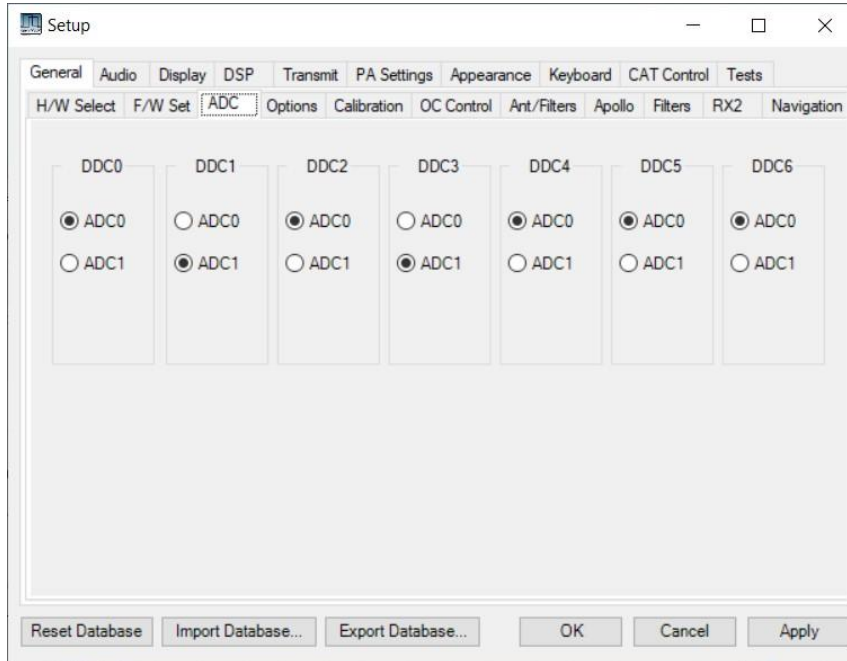 Setup
General Audio Display DSP Transmit PA Settings Appearance Keyboard CAT Control Tests
H/W Select F/W Set ADC Options Calibration OC Control Ant/Filters Apollo Filters RX2 Navigation
DDC0 DDC1 DDC2 DDC3 DDC4 DDC5 DDC6
ADC0 ADC0 ADC0 ADC0 ADC0 ADC0 ADC0
ADC1 ADC1 ADC1 ADC1 ADC1 ADC1 ADC1
Reset Database Import Database... Export Database... OK Cancel Apply